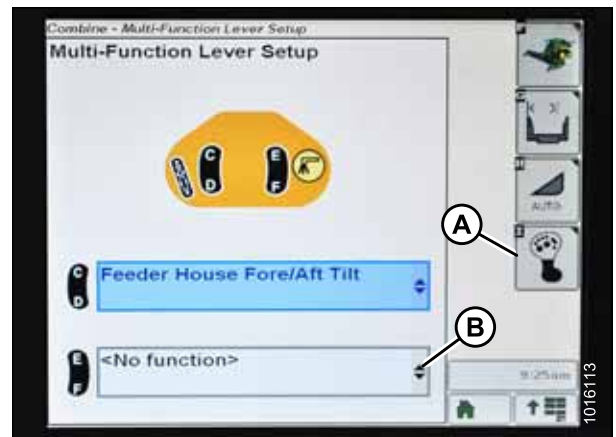 Combine - Multi-Function Lever Setup
Multi-Function Lever Setup
C
D
E
F
AUTO
A
C
D
Feeder House Fore/Aft Tilt
B
E
F
<No function>
9:25am
1016113